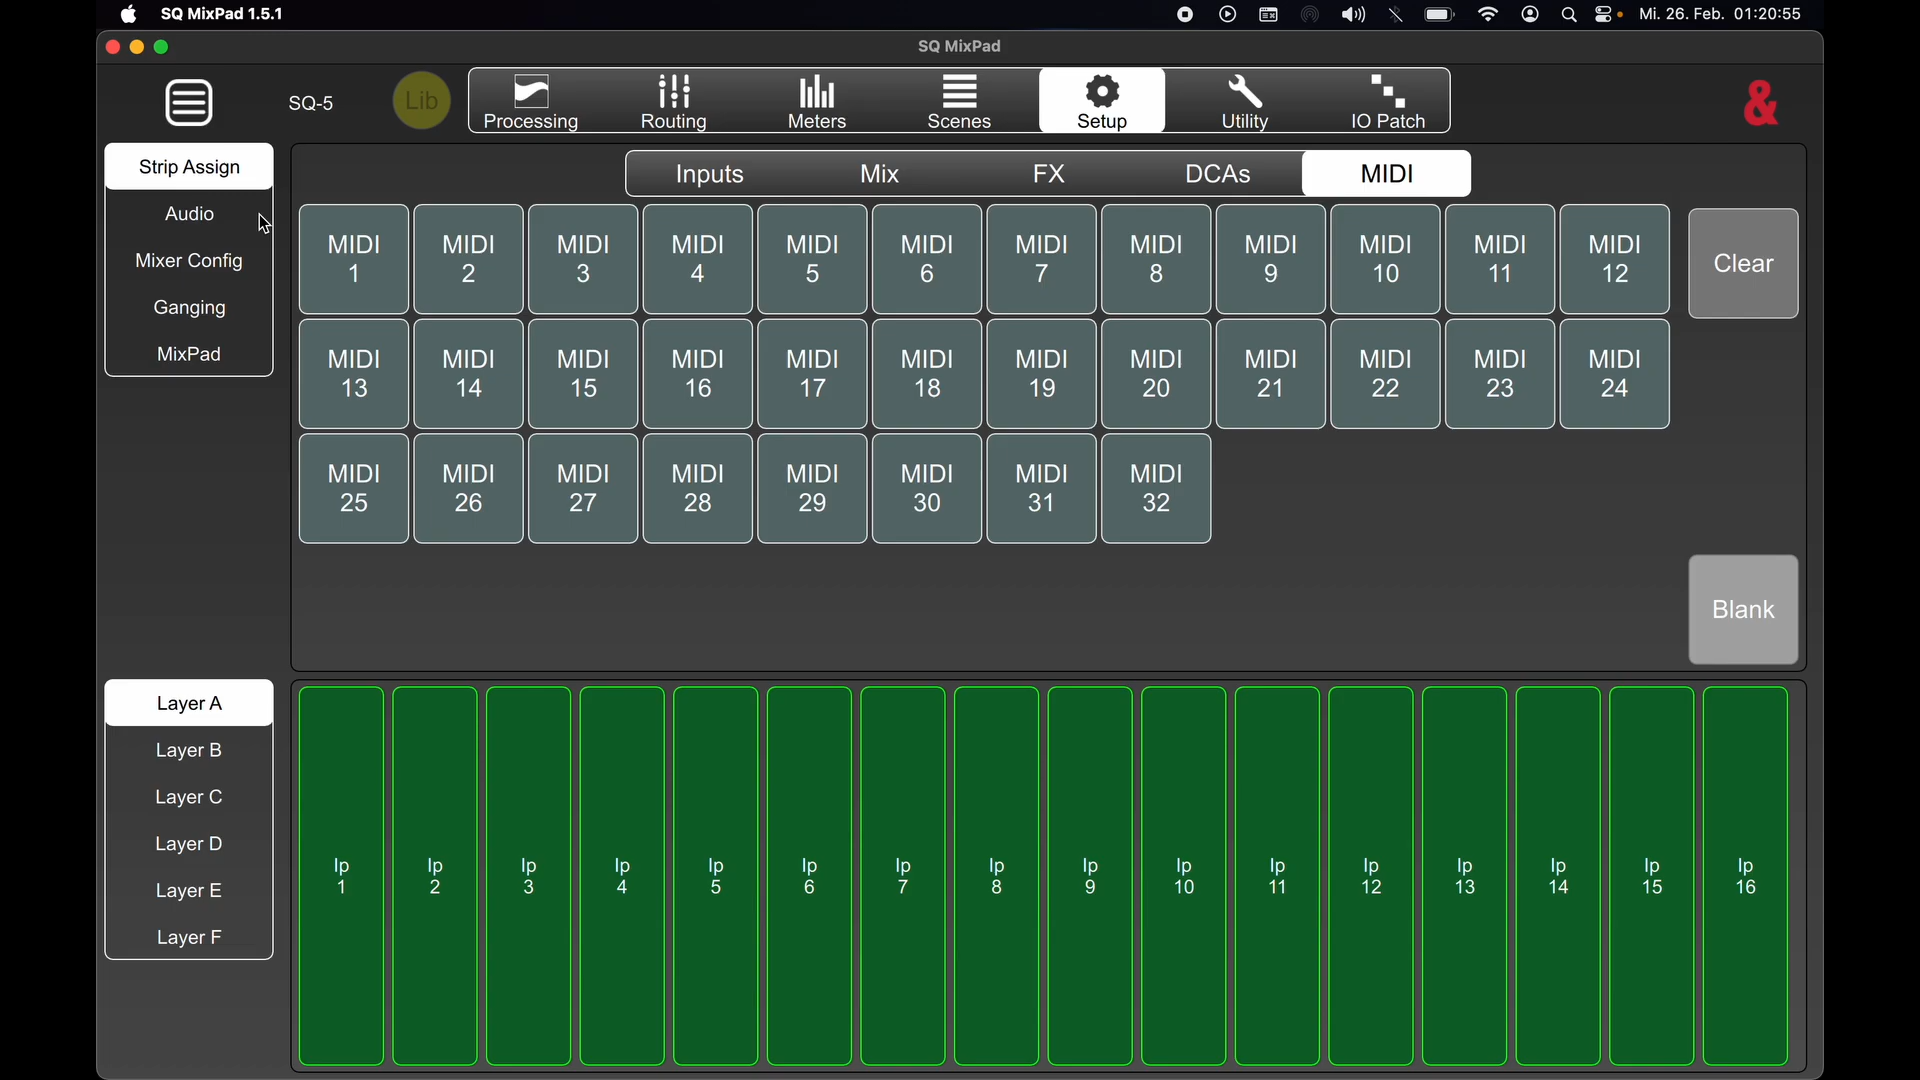 SQ MixPad 1.5.1
Mi. 26. Feb. 01:20:55
SQ MixPad
SQ-5
Lib
Processing
Routing
Meters
Scenes
Setup
Utility
IO Patch
&
Strip Assign
Audio
Mixer Config
Ganging
MixPad
Inputs
Mix
FX
DCAs
MIDI
MIDI
1
MIDI
2
MIDI
3
MIDI
4
MIDI
5
MIDI
6
MIDI
7
MIDI
8
MIDI
9
MIDI
10
MIDI
11
MIDI
12
Clear
MIDI
13
MIDI
14
MIDI
15
MIDI
16
MIDI
17
MIDI
18
MIDI
19
MIDI
20
MIDI
21
MIDI
22
MIDI
23
MIDI
24
MIDI
25
MIDI
26
MIDI
27
MIDI
28
MIDI
29
MIDI
30
MIDI
31
MIDI
32
Blank
Layer A
Layer B
Layer C
Layer D
Layer E
Layer F
Ip
1
Ip
2
Ip
3
Ip
4
Ip
5
Ip
6
Ip
7
Ip
8
Ip
9
Ip
10
Ip
11
Ip
12
Ip
13
Ip
14
Ip
15
Ip
16